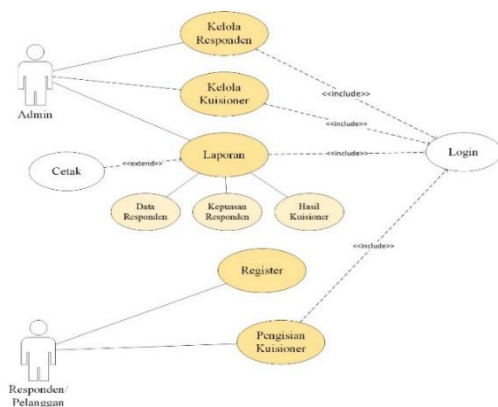 Kelola
Responden
Admin
Kelola
Kuisioner
<<include>>
<<include>>
Cetak
<<extend>>
Laporan
<<include>>
Login
Data
Responden
Kepuasan
Responden
Hasil
Kuisioner
<<include>>
Register
Pengisian
Kuisioner
Responden/
Pelanggan